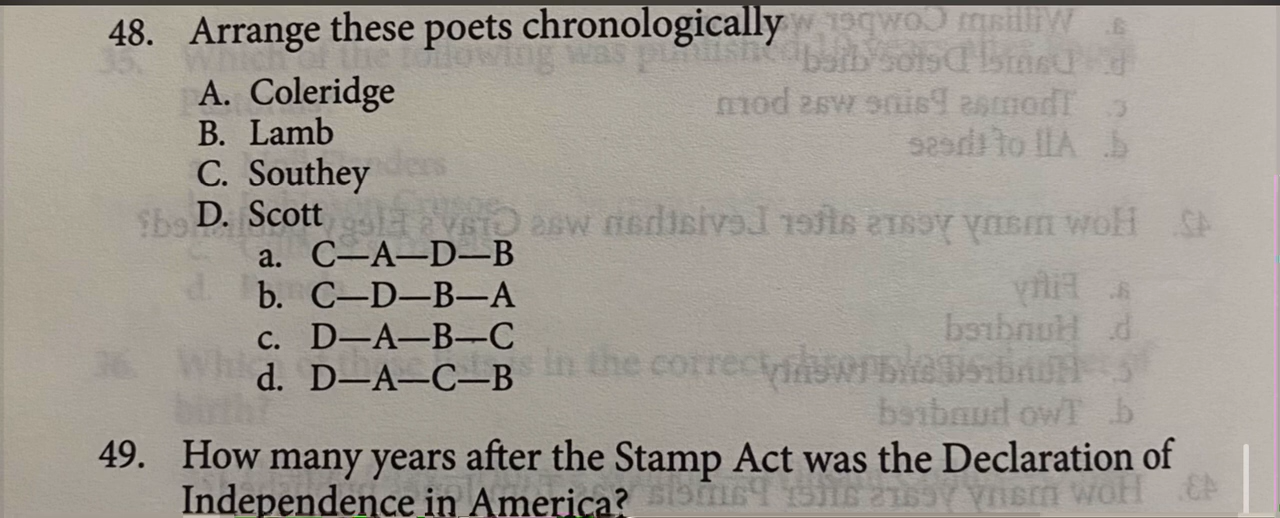 48. Arrange these poets chronologically
A. Coleridge
B. Lamb
C. Southey
D. Scott
a. C—A—D—B
b. C—D—B—A
c. D—A—B—C
d. D—A—C—B
49. How many years after the Stamp Act was the Declaration of
Independence in America?